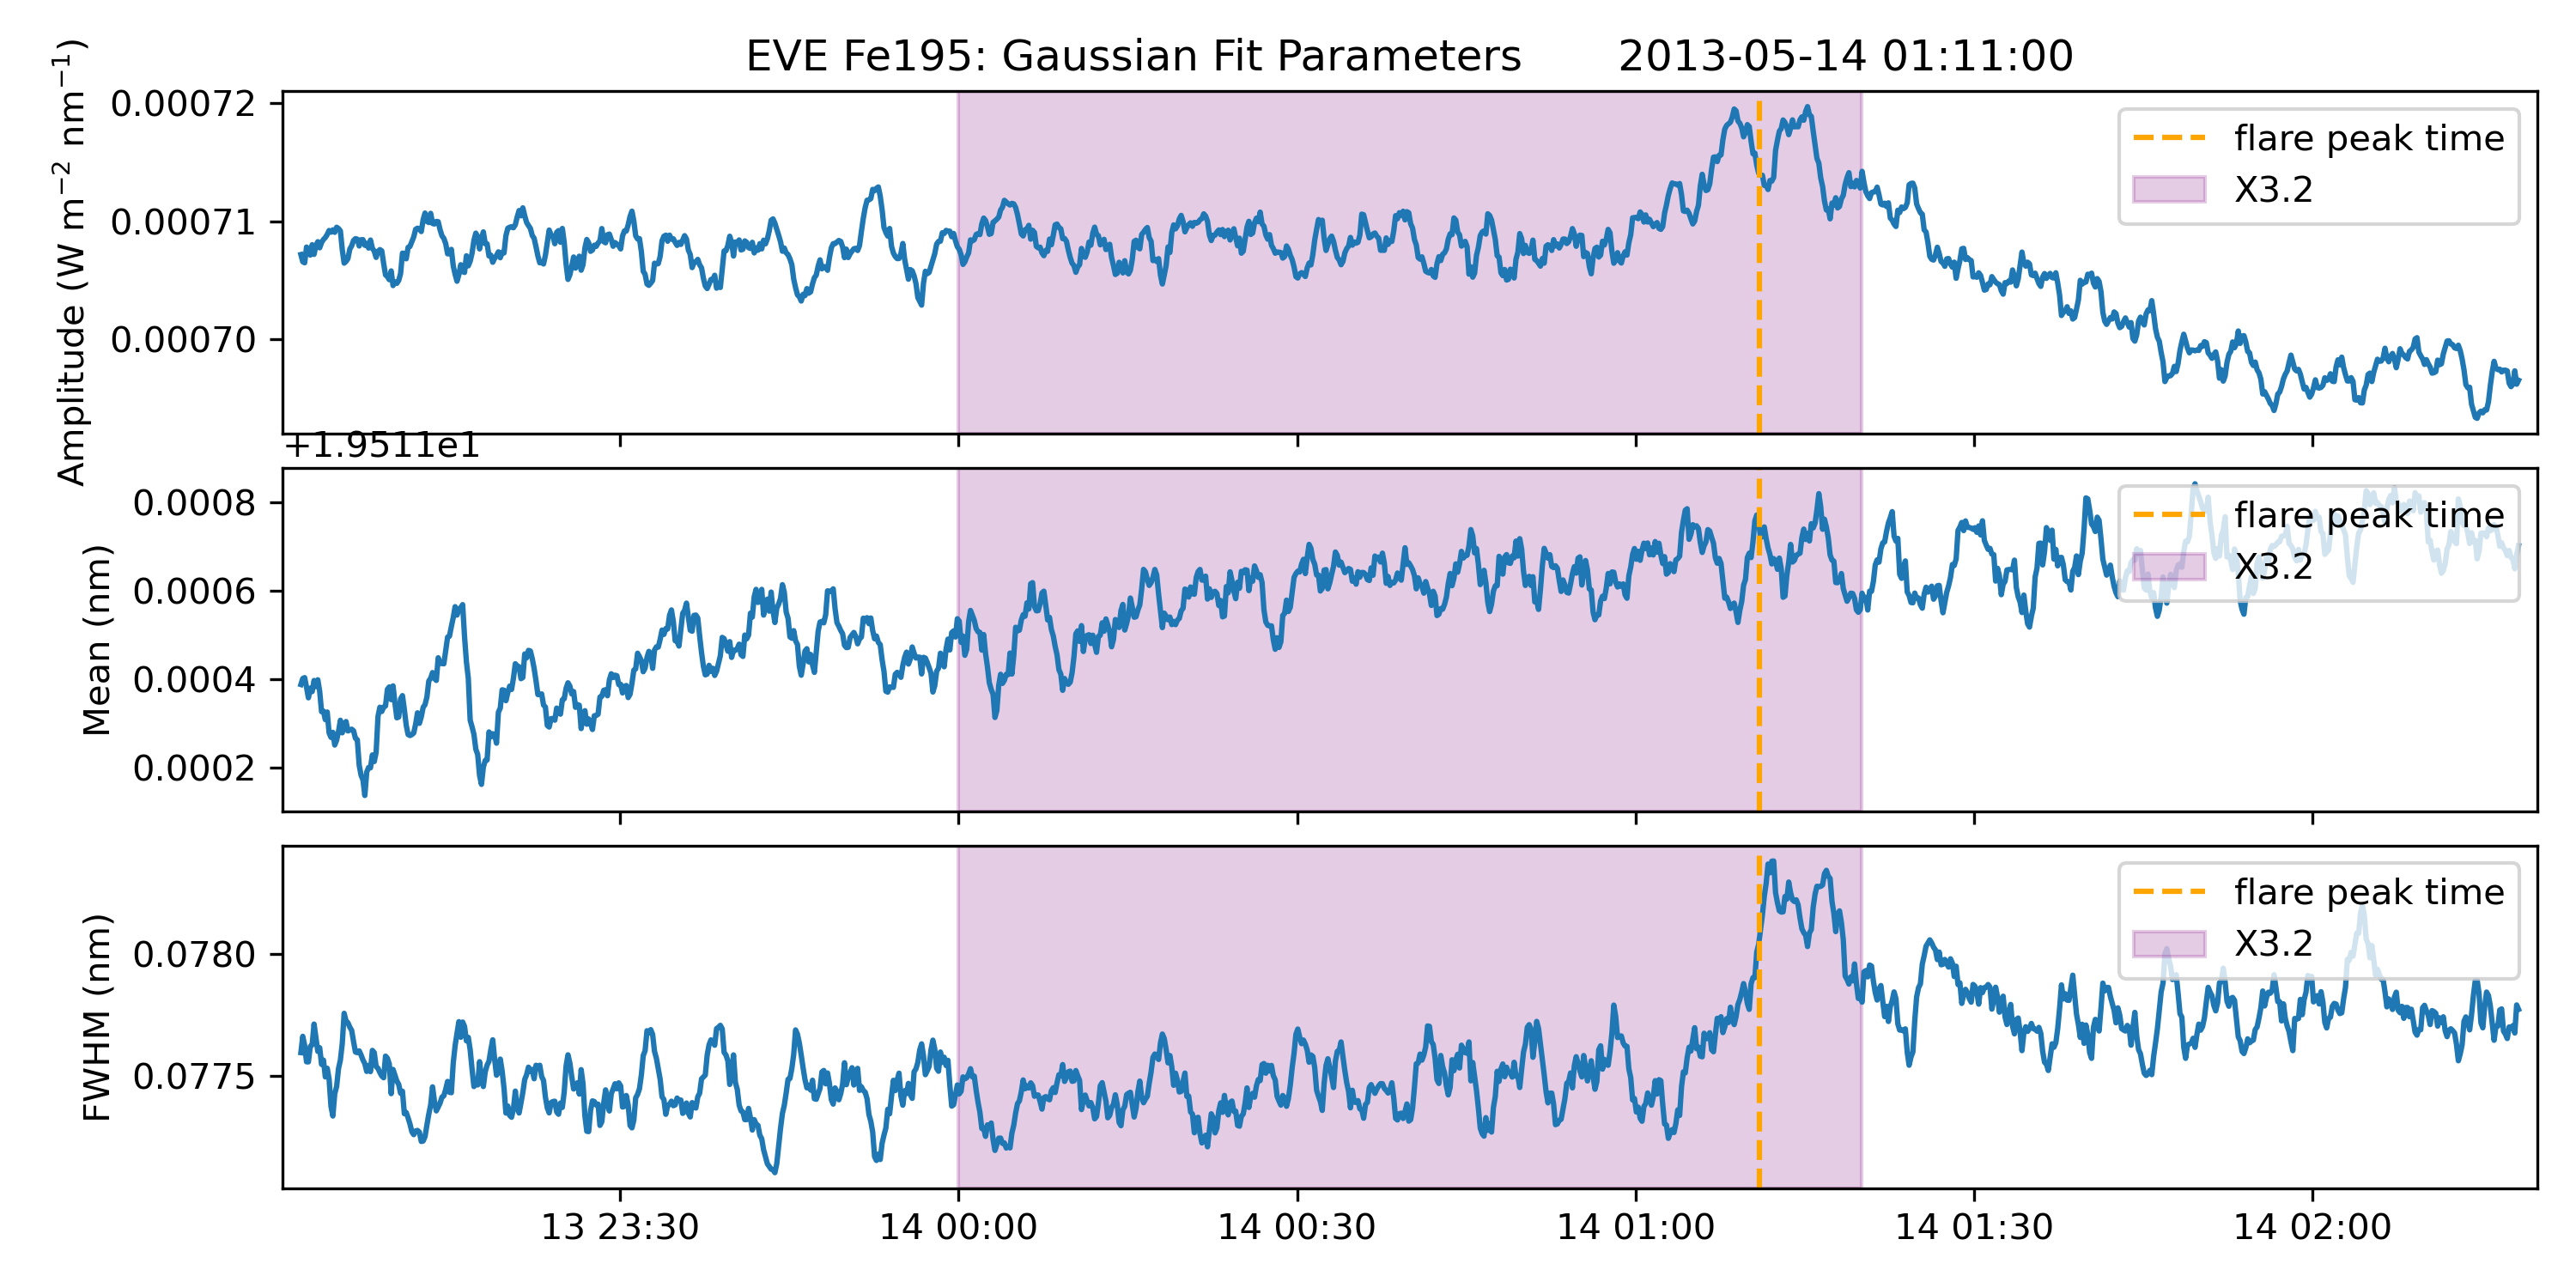 EVE Fe195: Gaussian Fit Parameters 2013-05-14 01:11:00
Amplitude (W m⁻² nm⁻¹)
0.00072
0.00071
0.00070
flare peak time
X3.2
+1.9511e1
Mean (nm)
0.0008
0.0006
0.0004
0.0002
flare peak time
X3.2
FWHM (nm)
0.0780
0.0775
flare peak time
X3.2
13 23:30 14 00:00 14 00:30 14 01:00 14 01:30 14 02:00